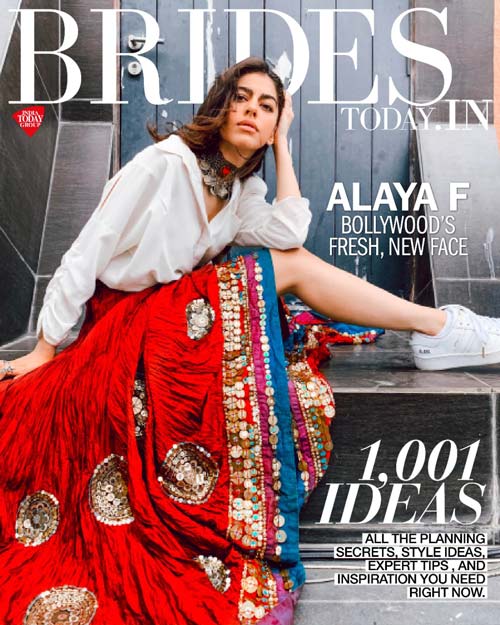 BRIDES
TODAY.IN
INDIA
TODAY
GROUP
ALAYA F
BOLLYWOOD'S
FRESH, NEW FACE
1,001
IDEAS
ALL THE PLANNING
SECRETS, STYLE IDEAS,
EXPERT TIPS , AND
INSPIRATION YOU NEED
RIGHT NOW.